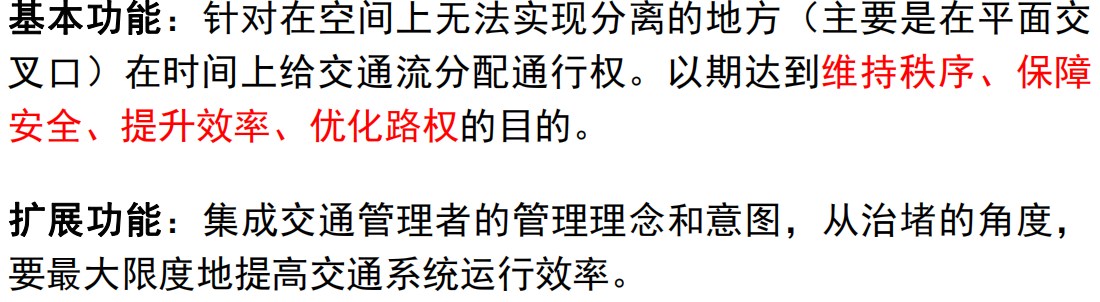 基本功能：针对在空间上无法实现分离的地方（主要是在平面交
叉口）在时间上给交通流分配通行权。以期达到维持秩序、保障
安全、提升效率、优化路权的目的。
扩展功能：集成交通管理者的管理理念和意图，从治堵的角度，
要最大限度地提高交通系统运行效率。